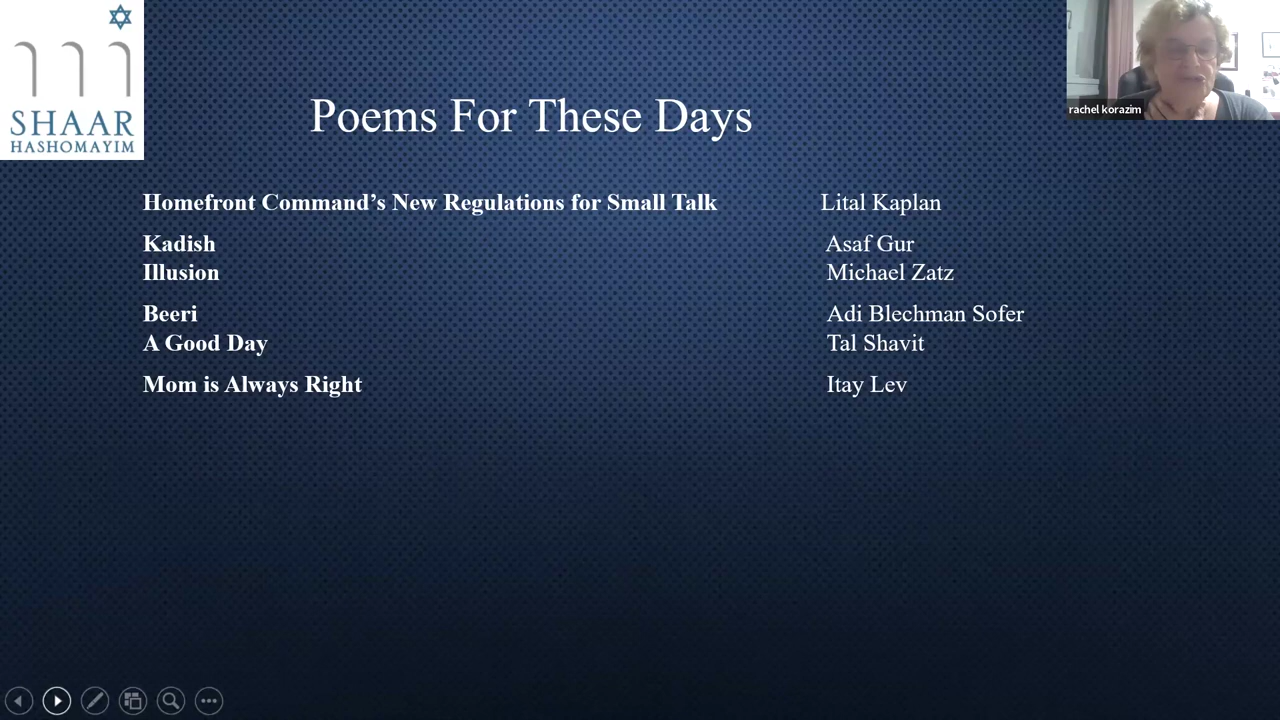 SHAAR
HASHOMAYIM
rachel korazim
Poems For These Days
Homefront Command’s New Regulations for Small Talk Lital Kaplan
Kadish Asaf Gur
Illusion Michael Zatz
Beeri Adi Blechman Sofer
A Good Day Tal Shavit
Mom is Always Right Itay Lev